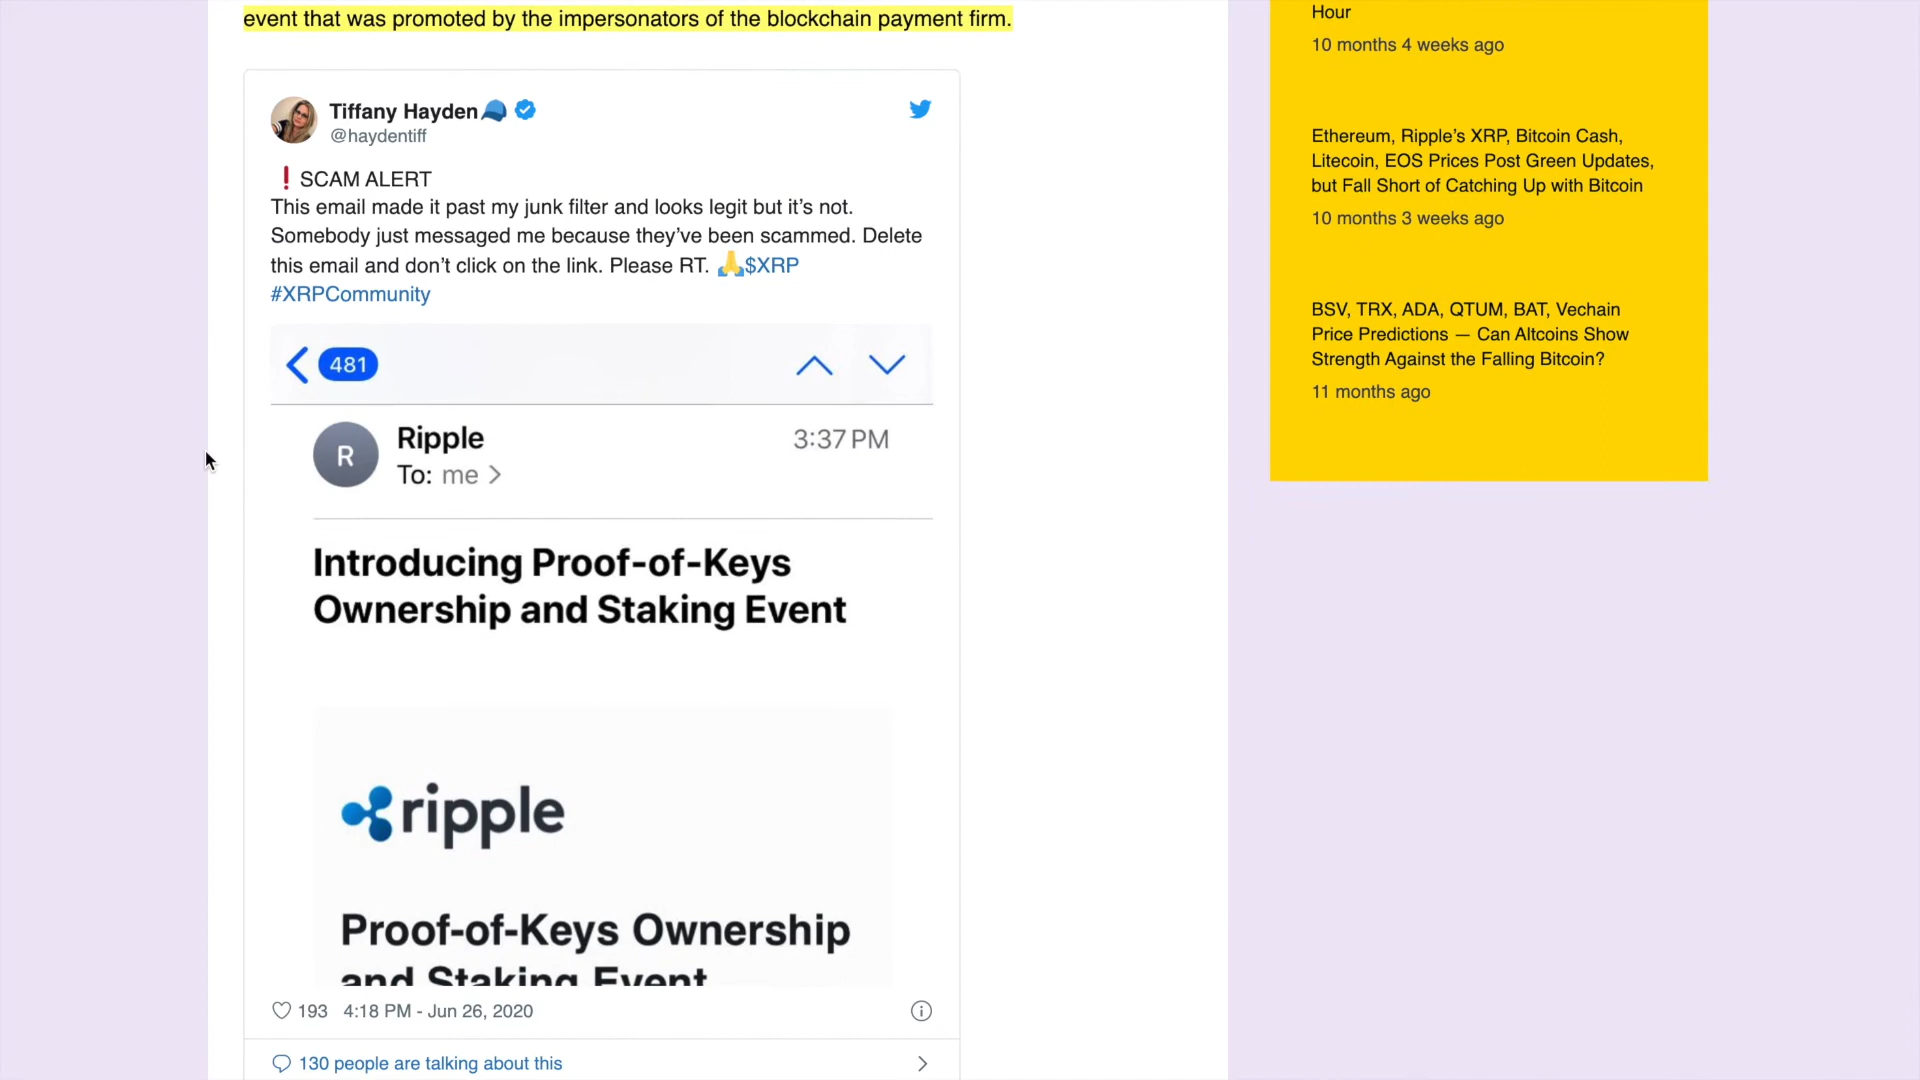 event that was promoted by the impersonators of the blockchain payment firm.
Tiffany Hayden
@haydentiff
❗SCAM ALERT
This email made it past my junk filter and looks legit but it’s not.
Somebody just messaged me because they’ve been scammed. Delete
this email and don’t click on the link. Please RT. 🙏$XRP
#XRPCommunity
481
R
Ripple
3:37 PM
To: me >
Introducing Proof-of-Keys
Ownership and Staking Event
ripple
Proof-of-Keys Ownership
and Staking Event
193 4:18 PM - Jun 26, 2020
130 people are talking about this
Hour
10 months 4 weeks ago
Ethereum, Ripple’s XRP, Bitcoin Cash,
Litecoin, EOS Prices Post Green Updates,
but Fall Short of Catching Up with Bitcoin
10 months 3 weeks ago
BSV, TRX, ADA, QTUM, BAT, Vechain
Price Predictions — Can Altcoins Show
Strength Against the Falling Bitcoin?
11 months ago